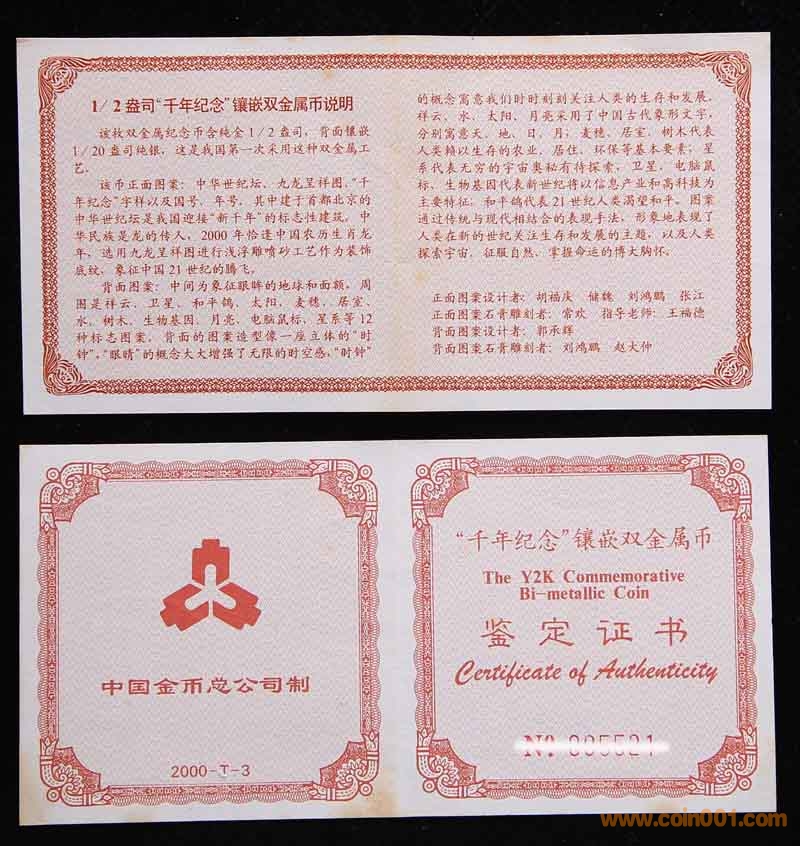 1/2盎司“千年纪念”镶嵌双金属币说明
该枚双金属纪念币含纯金1/2盎司，背面镶嵌
1/20盎司纯银，这是我国第一次采用这种双金属工
艺。
该币正面图案：中华世纪坛、九龙呈祥图、“千
年纪念”字样以及国号、年号，其中建于首都北京的
中华世纪坛是我国迎接“新千年”的标志性建筑，中
华民族是龙的传人，2000年恰逢中国农历生肖龙
年，选用九龙呈祥图进行浅浮雕喷砂工艺作为装饰
底纹，象征中国21世纪的腾飞。
背面图案：中间为象征眼眸的地球和面额，周
围是祥云、卫星、和平鸽、太阳、麦穗、居室、
水、树木、生物基因、月亮、电脑鼠标、星系等12
种标志图案，背面的图案造型像一座立体的“时
钟”，“眼睛”的概念大大增强了无限的时空感，“时钟”
的概念寓意我们时时刻刻关注人类的生存和发展。
祥云、水、太阳、月亮采用了中国古代象形文字，
分别寓意天、地、日、月；麦穗、居室、树木代表
人类赖以生存的农业、居住、环保等基本要素；星
系代表无穷的宇宙奥秘有待探索，卫星、电脑鼠
标、生物基因代表新世纪将以信息产业和高科技为
主要特征；和平鸽代表21世纪人类渴望和平。图案
通过传统与现代相结合的表现手法，形象地表现了
人类在新的世纪关注生存和发展的主题，以及人类
探索宇宙、征服自然、掌握命运的博大胸怀。
正面图案设计者：胡福庆 储魏 刘鸿鹏 张江
正面图案石膏雕刻者：常欢 指导老师：王福德
背面图案设计者：郭承辉
背面图案石膏雕刻者：刘鸿鹏 赵大仲
中国金币总公司制
2000-T-3
“千年纪念”镶嵌双金属币
The Y2K Commemorative
Bi-metallic Coin
鉴定证书
Certificate of Authenticity
№ 005521
www.coin001.com